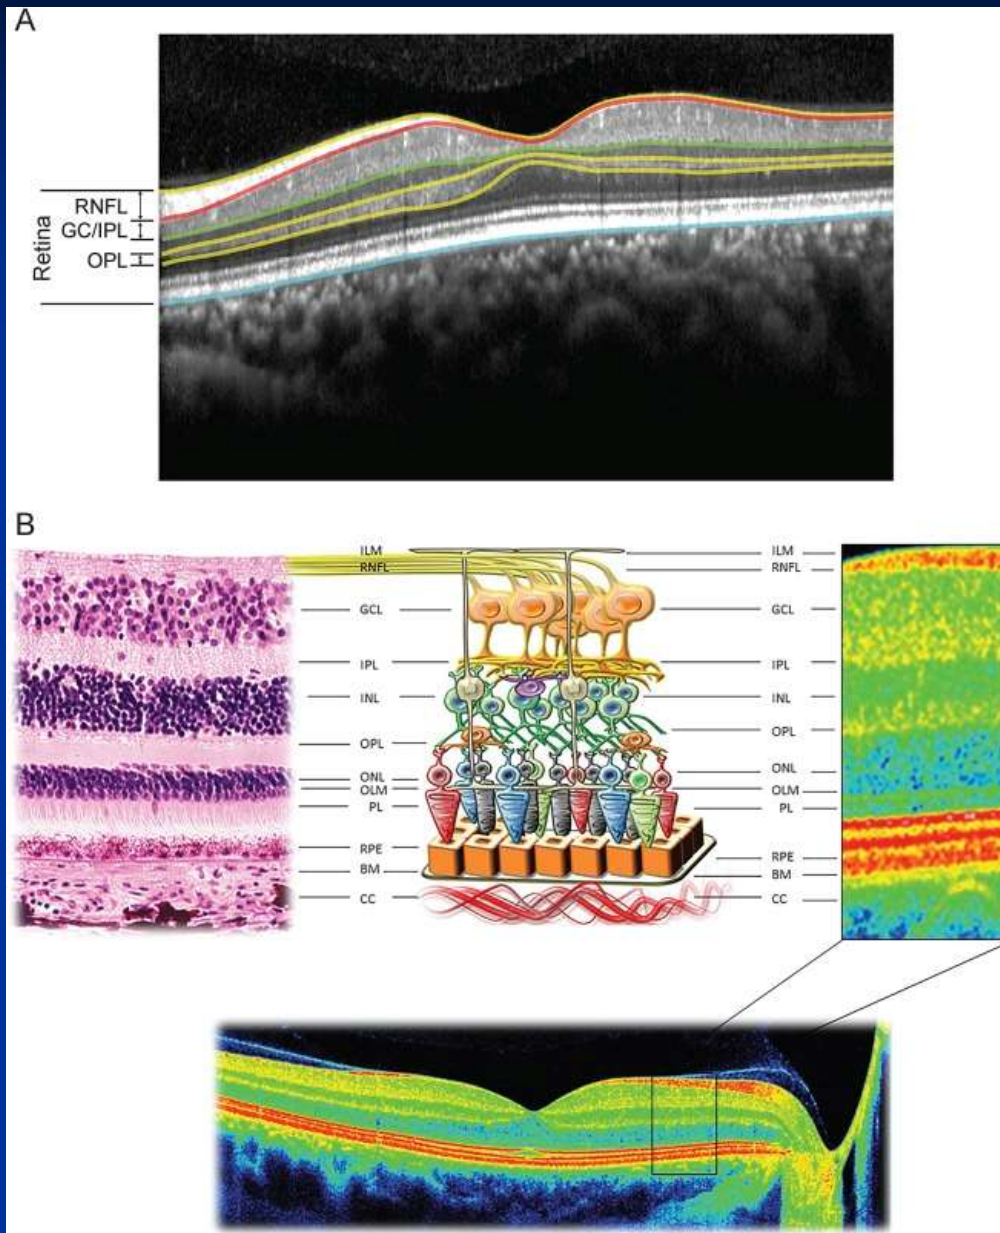 A
Retina
RNFL
GC/IPL
OPL
B
ILM
RNFL
GCL
IPL
INL
OPL
ONL
OLM
PL
RPE
BM
CC
ILM
RNFL
GCL
IPL
INL
OPL
ONL
OLM
PL
RPE
BM
CC